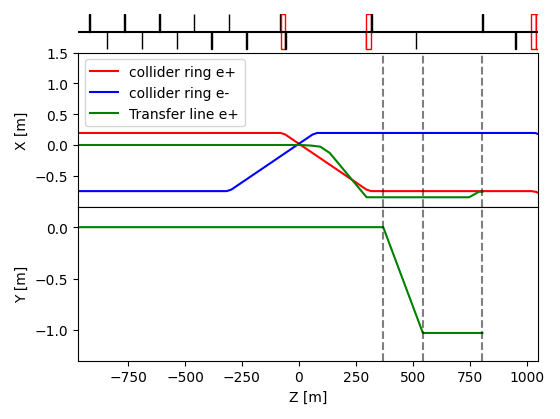 1.5
1.0
0.5
0.0
−0.5
X [m]
collider ring e+
collider ring e-
Transfer line e+
0.0
−0.5
−1.0
Y [m]
−750 −500 −250 0 250 500 750 1000
Z [m]